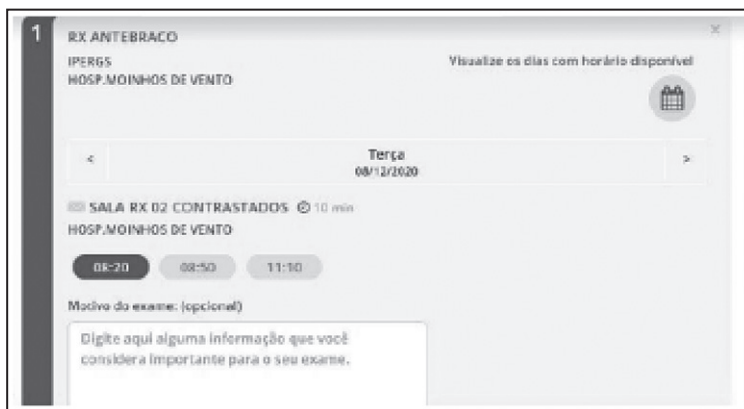 1
RX ANTEBRACO
×
IPERGS
Visualize os dias com horário disponível
HOSP.MOINHOS DE VENTO
<
Terça
>
08/12/2020
SALA RX 02 CONTRASTADOS 10 min
HOSP.MOINHOS DE VENTO
08:20 08:50 11:10
Motivo do exame: (opcional)
Digite aqui alguma informação que você
considera importante para o seu exame.